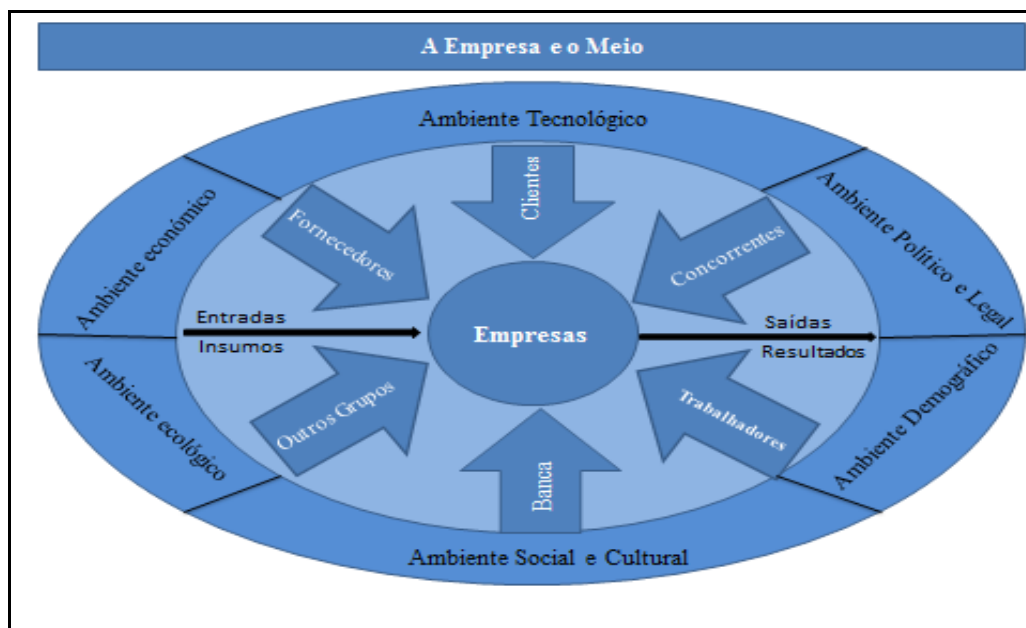 A Empresa e o Meio
Ambiente Tecnológico
Ambiente económico
Ambiente Político e Legal
Fornecedores
Clientes
Concorrentes
Entradas
Insumos
Empresas
Saídas
Resultados
Outros Grupos
Banca
Trabalhadores
Ambiente ecológico
Ambiente Demográfico
Ambiente Social e Cultural